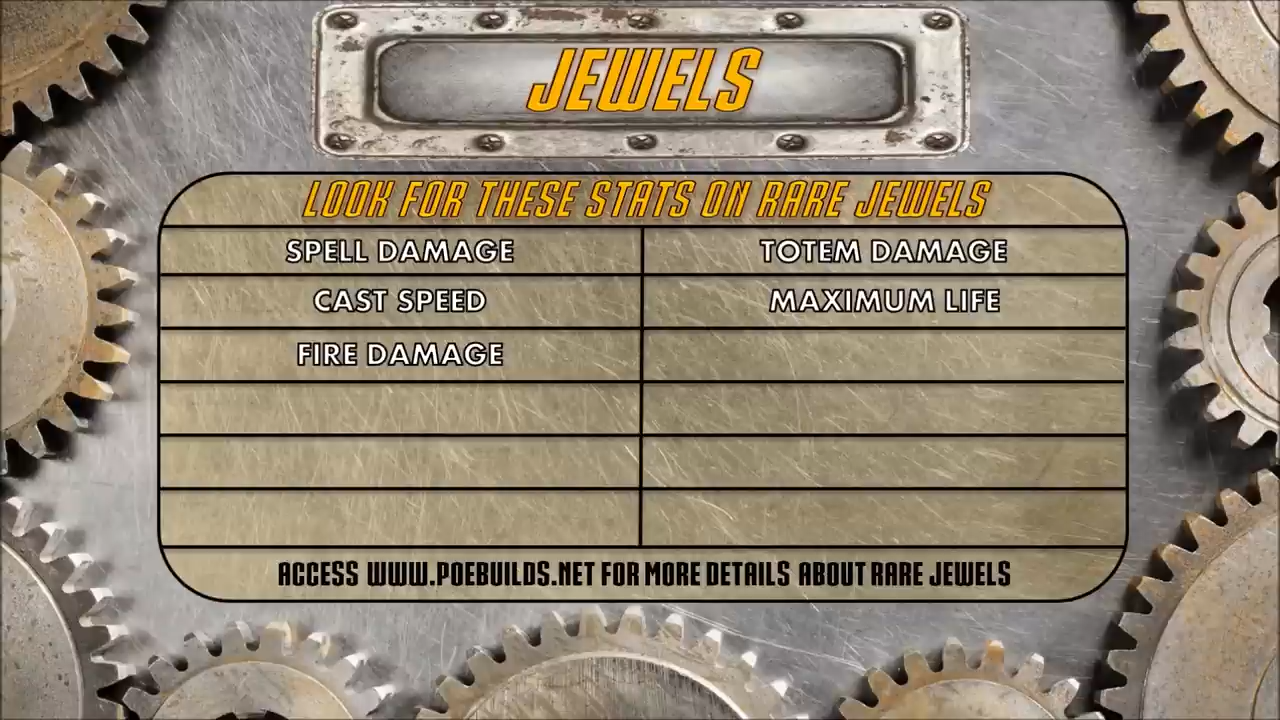 JEWELS
LOOK FOR THESE STATS ON RARE JEWELS
SPELL DAMAGE TOTEM DAMAGE
CAST SPEED MAXIMUM LIFE
FIRE DAMAGE
ACCESS WWW.POEBUILDS.NET FOR MORE DETAILS ABOUT RARE JEWELS